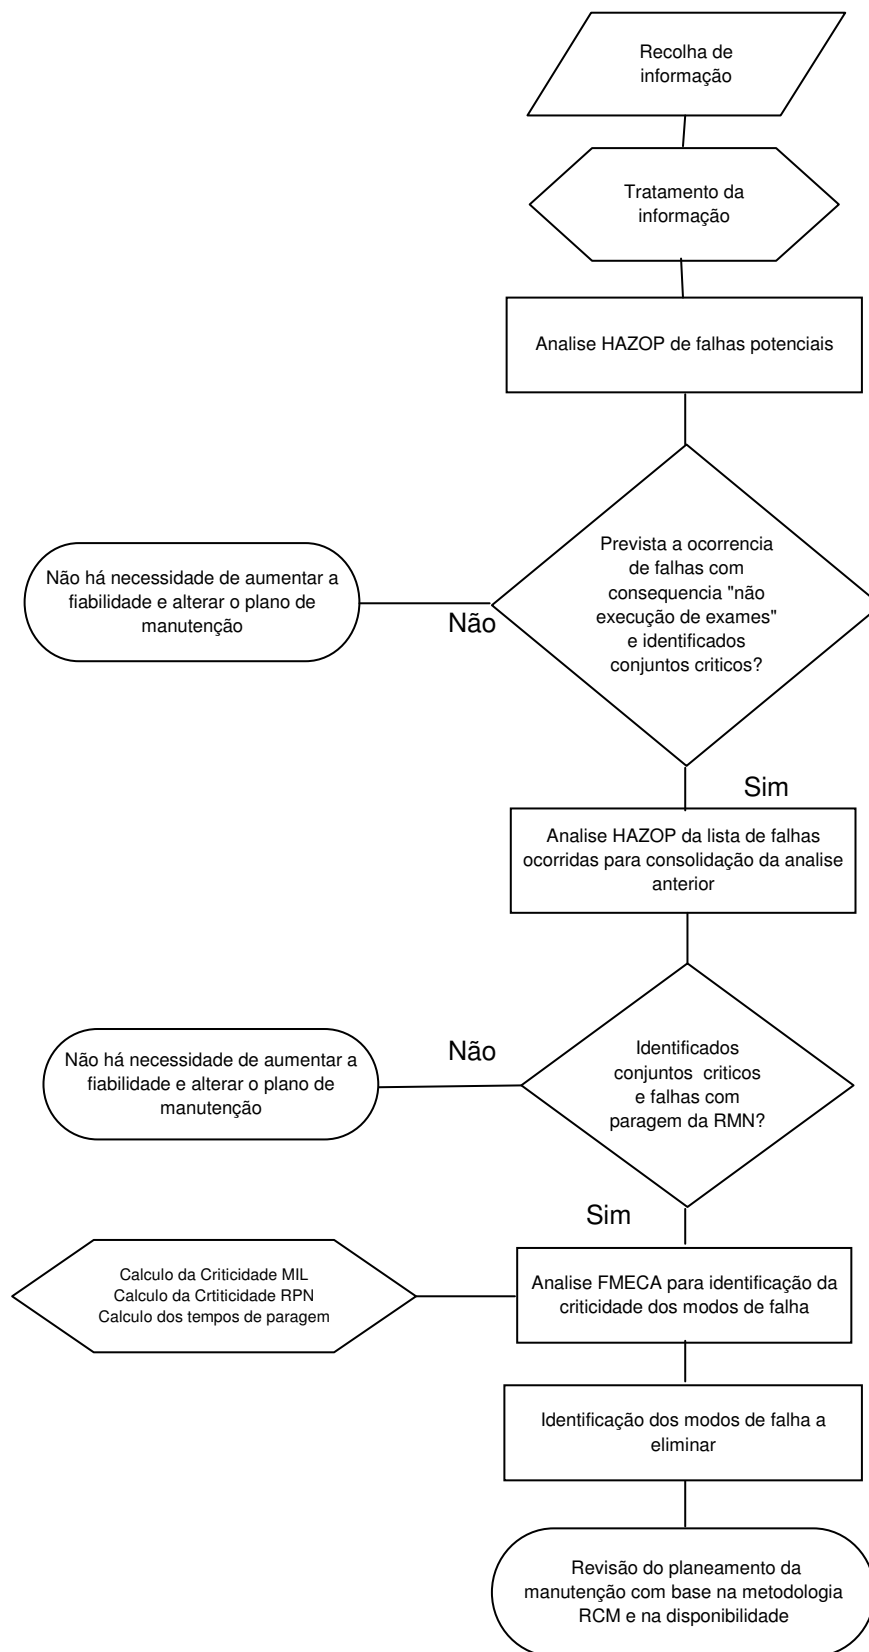 Recolha de
informação
Tratamento da
informação
Analise HAZOP de falhas potenciais
Prevista a ocorrencia
de falhas com
consequencia "não
execução de exames"
e identificados
conjuntos criticos?
Não
Não há necessidade de aumentar a
fiabilidade e alterar o plano de
manutenção
Sim
Analise HAZOP da lista de falhas
ocorridas para consolidação da analise
anterior
Identificados
conjuntos criticos
e falhas com
paragem da RMN?
Não
Não há necessidade de aumentar a
fiabilidade e alterar o plano de
manutenção
Sim
Analise FMECA para identificação da
criticidade dos modos de falha
Calculo da Criticidade MIL
Calculo da Crtiticidade RPN
Calculo dos tempos de paragem
Identificação dos modos de falha a
eliminar
Revisão do planeamento da
manutenção com base na metodologia
RCM e na disponibilidade